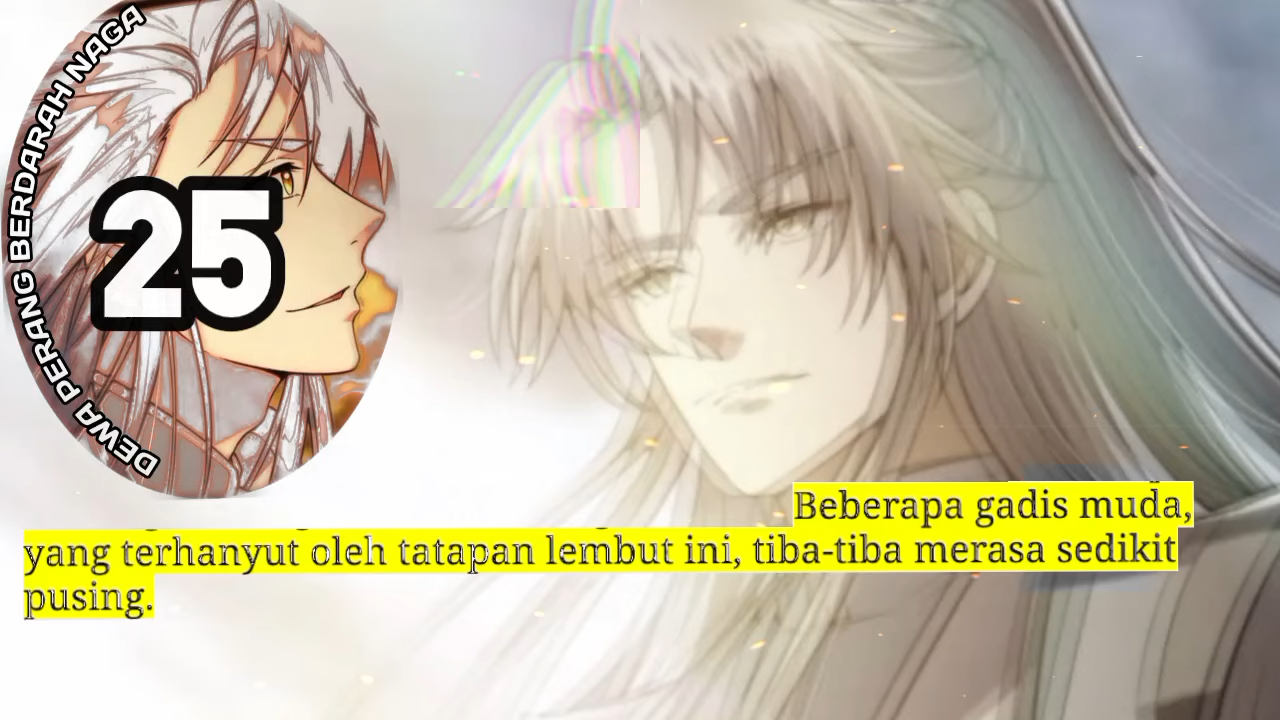 DEWA PERANG BERDARAH NAGA
25
Beberapa gadis muda,
yang terhanyut oleh tatapan lembut ini, tiba-tiba merasa sedikit
pusing.